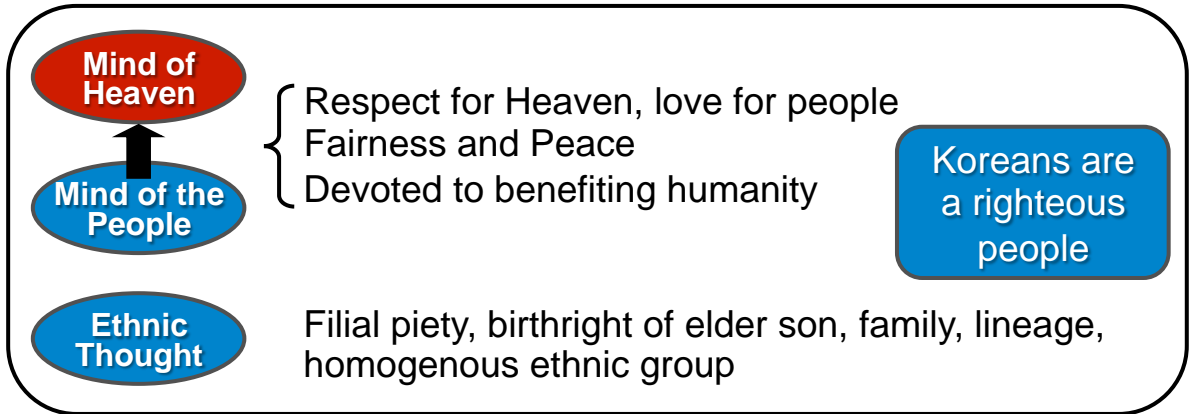 Mind of
Heaven
Respect for Heaven, love for people
Fairness and Peace
Devoted to benefiting humanity
Mind of the
People
Koreans are
a righteous
people
Ethnic
Thought
Filial piety, birthright of elder son, family, lineage,
homogenous ethnic group